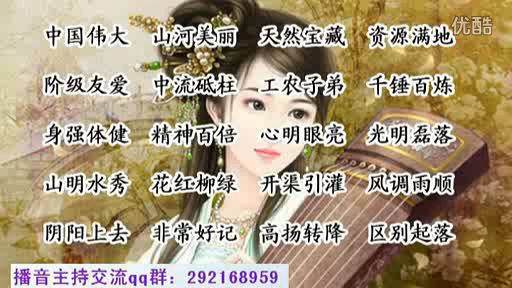 优酷
中国伟大 山河美丽 天然宝藏 资源满地
阶级友爱 中流砥柱 工农子弟 千锤百炼
身强体健 精神百倍 心明眼亮 光明磊落
山明水秀 花红柳绿 开渠引灌 风调雨顺
阴阳上去 非常好记 高扬转降 区别起落
播音主持交流qq群：292168959